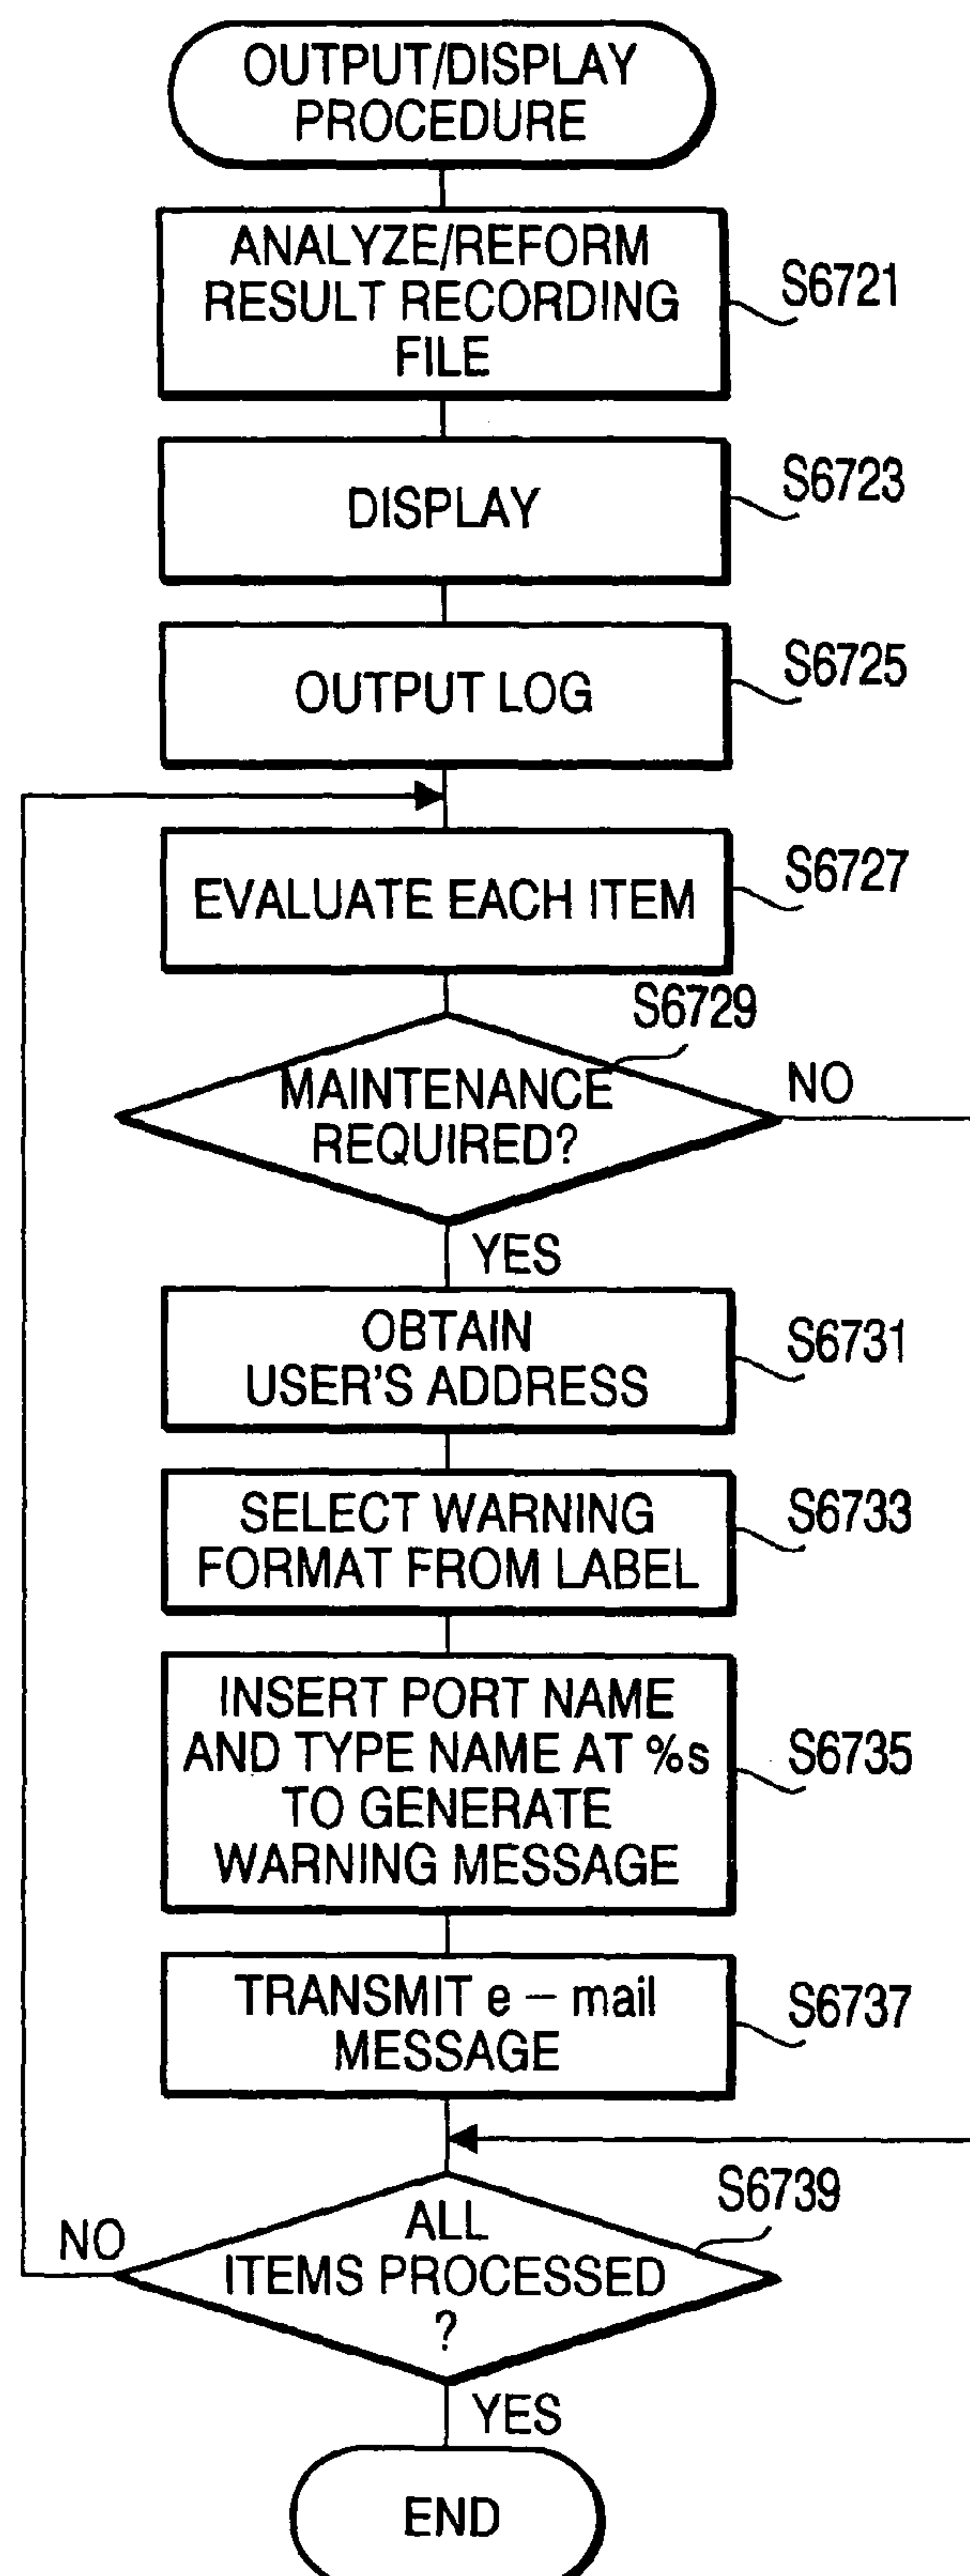 OUTPUT/DISPLAY
PROCEDURE
ANALYZE/REFORM
RESULT RECORDING
FILE
S6721
DISPLAY
S6723
OUTPUT LOG
S6725
EVALUATE EACH ITEM
S6727
S6729
MAINTENANCE
REQUIRED?
NO
YES
OBTAIN
USER'S ADDRESS
S6731
SELECT WARNING
FORMAT FROM LABEL
S6733
INSERT PORT NAME
AND TYPE NAME AT %s
TO GENERATE
WARNING MESSAGE
S6735
TRANSMIT e – mail
MESSAGE
S6737
S6739
ALL
ITEMS PROCESSED
?
NO
YES
END